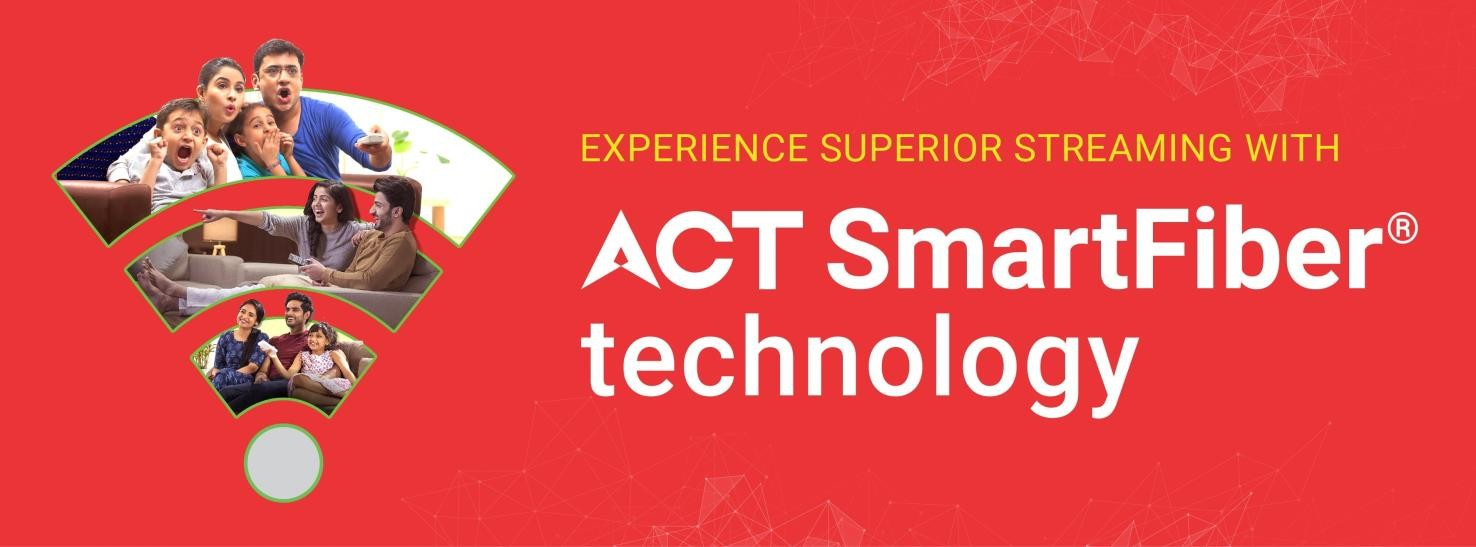 EXPERIENCE SUPERIOR STREAMING WITH
ACT SmartFiber®
technology